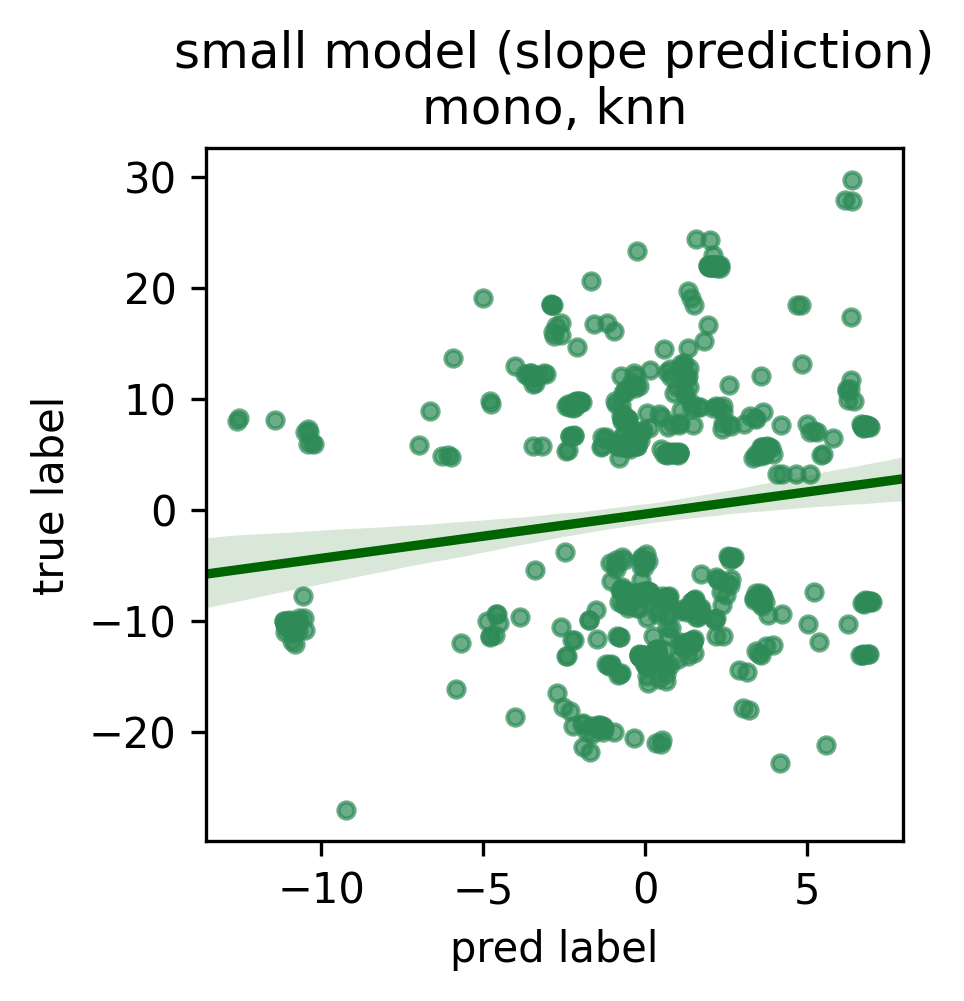 small model (slope prediction)
mono, knn
30
20
10
0
−10
−20
true label
−10
−5
0
5
pred label